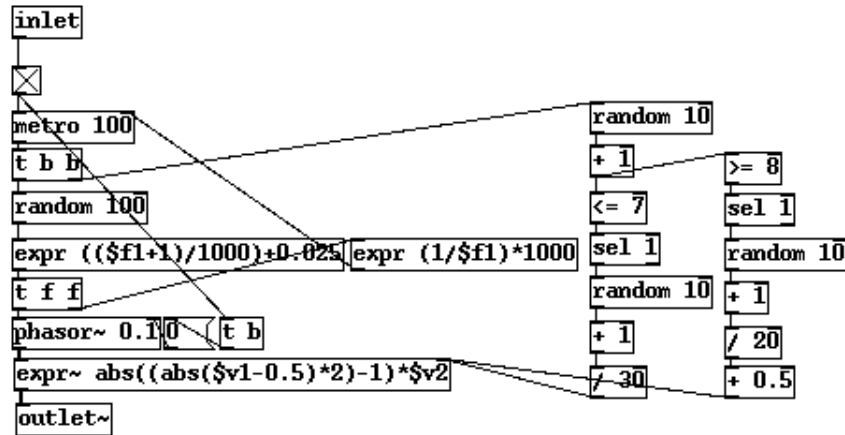 inlet
metro 100
random 10
t b b
+ 1
>= 8
random 100
<= 7
sel 1
expr (($f1+1)/1000)+0.025
expr (1/$f1)*1000
sel 1
random 10
t f f
random 10
+ 1
phasor~ 0.1
0
t b
+ 1
/ 20
expr~ abs((abs($v1-0.5)*2)-1)*$v2
/ 30
+ 0.5
outlet~